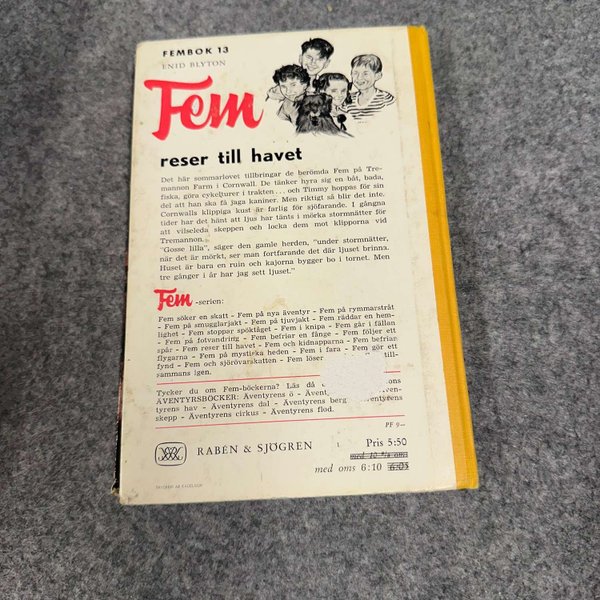 FEMBOK 13
ENID BLYTON
Fem
reser till havet
Det här sommarlovet tillbringar de berömda Fem på Tre-
mannon Farm i Cornwall. De tänker hyra sig en båt, bada,
fiska, göra cykelturer i trakten . . . och Timmy hoppas för sin
del att han ska få jaga kaniner. Men riktigt så blir det inte.
Cornwalls klippiga kust är farlig för sjöfarande. I gångna
tider har det hänt att ljus har tänts i mörka stormnätter för
att vilseleda skeppen och locka dem mot klipporna vid
Tremannon.
"Gosse lilla", säger den gamle herden, "under stormnätter,
när det är mörkt, ser man fortfarande det där ljuset brinna.
Huset är bara en ruin och kajorna bygger bo i tornet. Men
tre gånger i år har jag sett ljuset."
Fem -serien:
Fem söker en skatt - Fem på nya äventyr - Fem på rymmarstråt
- Fem på smugglarjakt - Fem på tjuvjakt - Fem räddar en hem-
lighet - Fem stoppar spöktåget - Fem i knipa - Fem går i fällan
- Fem på fotvandring - Fem befriar en fånge - Fem följer ett
spår - Fem reser till havet - Fem och kidnapparna - Fem befriar
flygarna - Fem på mystiska heden - Fem i fara - Fem gör ett
fynd - Fem och sjörövarskatten - Fem löser till-
sammans igen.
Tycker du om Fem-böckerna? Läs då
ÄVENTYRSBÖCKER: Äventyrens ö - Även-
tyrens hav - Äventyrens dal - Äventyrens berg
skepp - Äventyrens cirkus - Äventyrens flod.
PF 9—
RABÉN & SJÖGREN
Pris 5:50
med 10 % oms
med oms 6:10 6:05